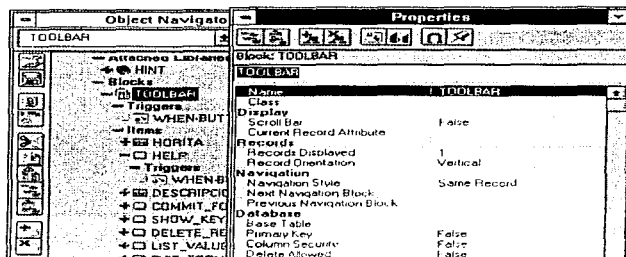 Object Navigato
TOOLBAR
Attached Libraries
HINT
Blocks
TOOLBAR
Triggers
WHEN-BUT
Items
HORITA
HELP
Triggers
WHEN-B
DESCRIPCIO
COMMIT_FO
SHOW_KEY
DELETE_RE
LIST_VALUE
Properties
Block: TOOLBAR
TOOLBAR
Name TOOLBAR
Class
Display
Scroll Bar False
Current Record Attribute
Records
Records Displayed 1
Record Orientation Vertical
Navigation
Navigation Style Same Record
Next Navigation Block
Previous Navigation Block
Database
Base Table
Primary Key False
Column Security False
Delete Allowed False